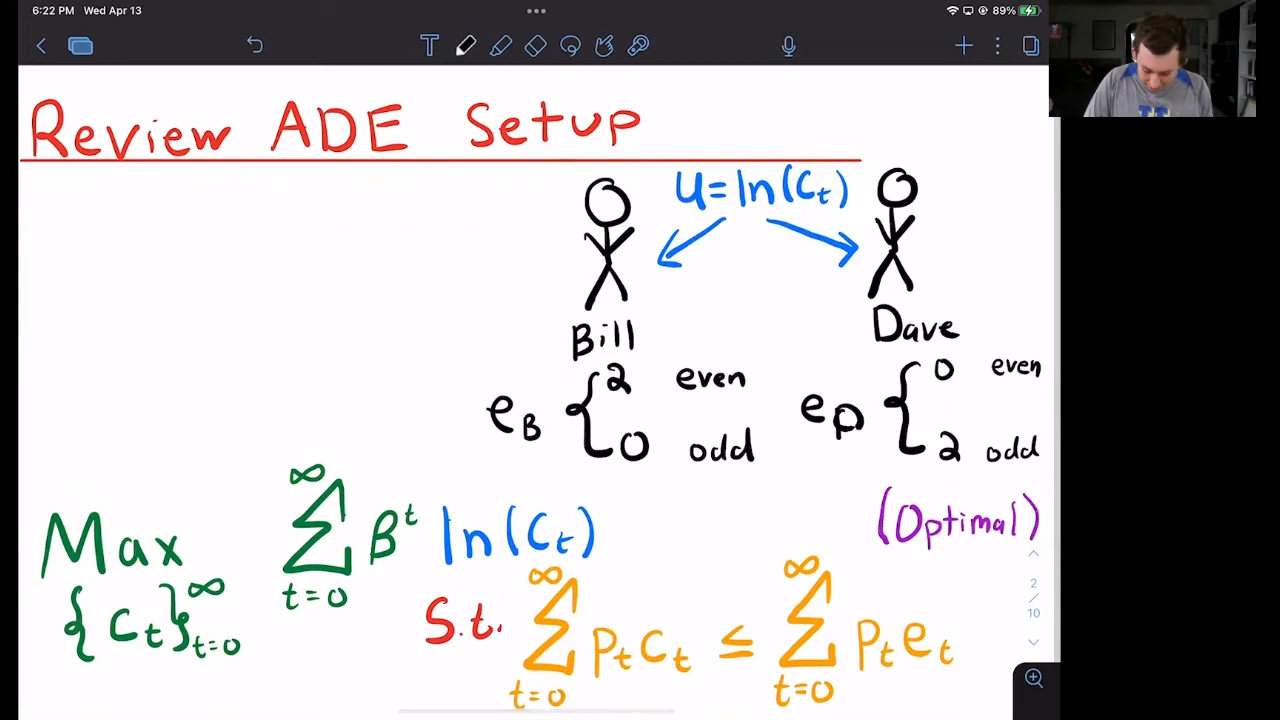 6:22 PM Wed Apr 13
89%
T
Review ADE Setup
u=ln(Ct)
Bill Dave
eB { 2 even
0 odd
eD { 0 even
2 odd
(Optimal)
Max ∞∑t=0 Bᵗ ln(Ct)
{Ct}∞t=0
S.t. ∞∑t=0 ptCt ≤ ∞∑t=0 ptet
2
/
10